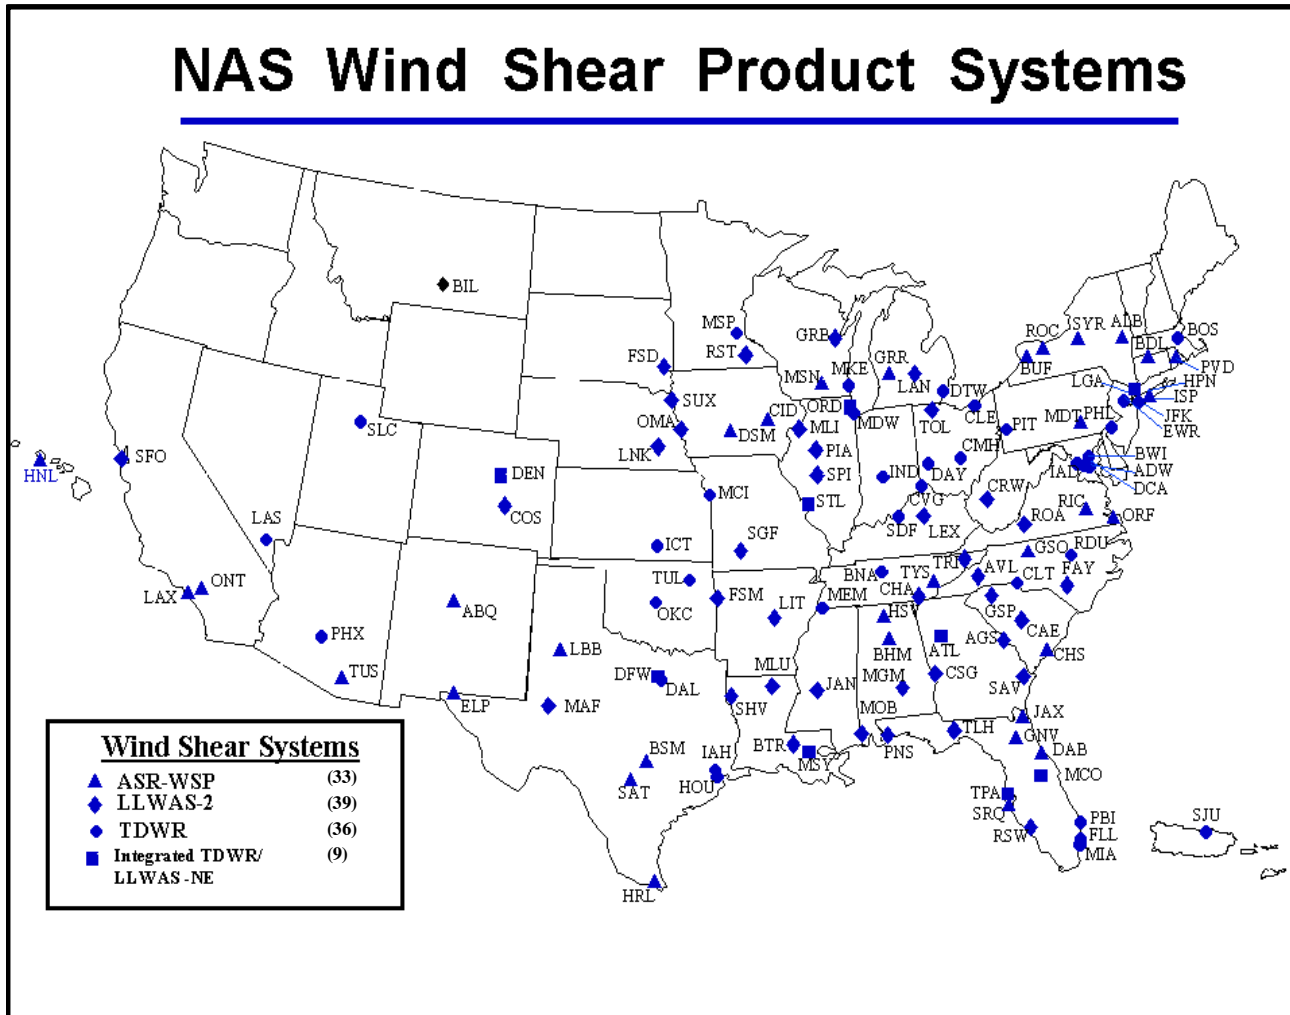 NAS Wind Shear Product Systems
BIL
MSP
RST
GRB
FSD
MSN
MKE
GRR
LAN
DTW
ROC
SYR
ALB
BDL
BOS
BUF
PVD
LGA
HPN
ISP
JFK
EWR
SUX
OMA
LNK
DSM
CID
ORD
MDW
MLI
PIA
SPI
STL
TOL
CLE
PIT
MDT
PHL
CMH
IND
DAY
CVG
SDF
LEX
CRW
IAD
BWI
ADW
DCA
RIC
ROA
ORF
SLC
SFO
HNL
DEN
COS
LAS
MCI
ICT
SGF
LAX
ONT
ABQ
PHX
TUS
ELP
TUL
OKC
FSM
LIT
MEM
BNA
TYS
TRI
CHA
AVL
GSO
RDU
CLT
FAY
GSP
HSV
BHM
ATL
AGS
CAE
CHS
LBB
DFW
DAL
MAF
MLU
SHV
JAN
MGM
CSG
SAV
MOB
PNS
TLH
JAX
GNV
DAB
MCO
BSM
SAT
IAH
HOU
BTR
MSY
TPA
SRQ
RSW
PBI
FLL
MIA
SJU
HRL
Wind Shear Systems
ASR-WSP (33)
LLWAS-2 (39)
TDWR (36)
Integrated TDWR/ (9)
LLWAS -NE